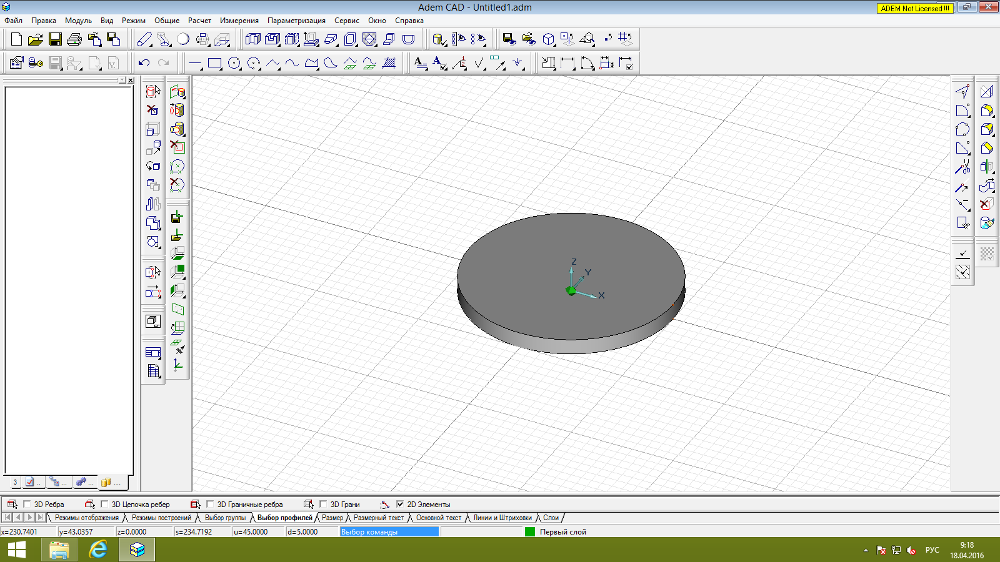 Adem CAD - Untitled1.adm
ADEM Not Licensed !!!
Файл Правка Модуль Вид Режим Общие Расчет Измерения Параметризация Сервис Окно Справка
Z
Y
X
3 .. ... ... ...
3D Ребра 3D Цепочка ребер 3D Граничные ребра 3D Грани 2D Элементы
Режимы отображения Режимы построений Выбор группы Выбор профилей Размер Размерный текст Основной текст Линии и Штриховки Слои
x=230.7401 y=43.0357 z=0.0000 s=234.7192 u=45.0000 d=5.0000 Выбор команды Первый слой
РУС
9:18
18.04.2016